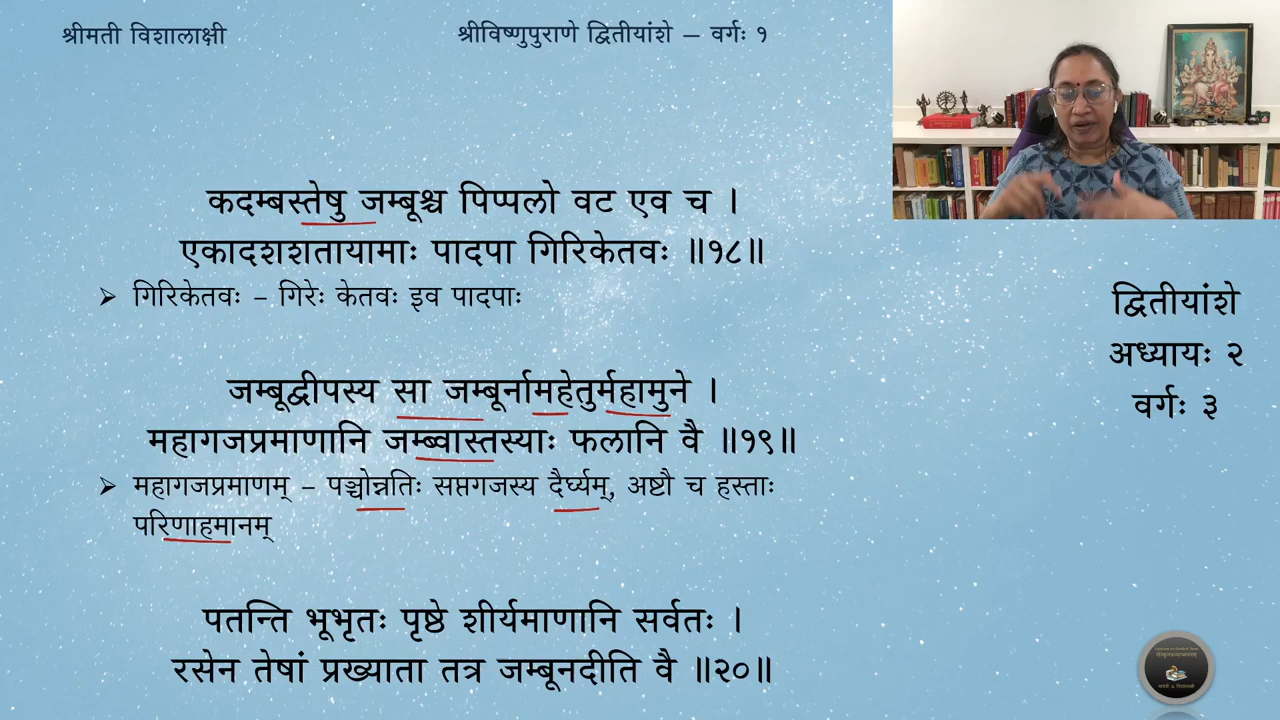 श्रीमती विशालाक्षी
श्रीविष्णुपुराणे द्वितीयांशे – वर्गः १
कदम्बस्तेषु जम्बूश्च पिप्पलो वट एव च ।
एकादशशतायामाः पादपा गिरिकेतवः ॥१८॥
➢ गिरिकेतवः – गिरेः केतवः इव पादपाः
द्वितीयांशे
अध्यायः २
वर्गः ३
जम्बूद्वीपस्य सा जम्बूर्नामहेतुर्महामुने ।
महागजप्रमाणानि जम्ब्वास्तस्याः फलानि वै ॥१९॥
➢ महागजप्रमाणम् – पञ्चोन्नतिः सप्तगजस्य दैर्घ्यम्, अष्टौ च हस्ताः
परिणाहमानम्
पतन्ति भूभृतः पृष्ठे शीर्यमाणानि सर्वतः ।
रसेन तेषां प्रख्याता तत्र जम्बूनदीति वै ॥२०॥